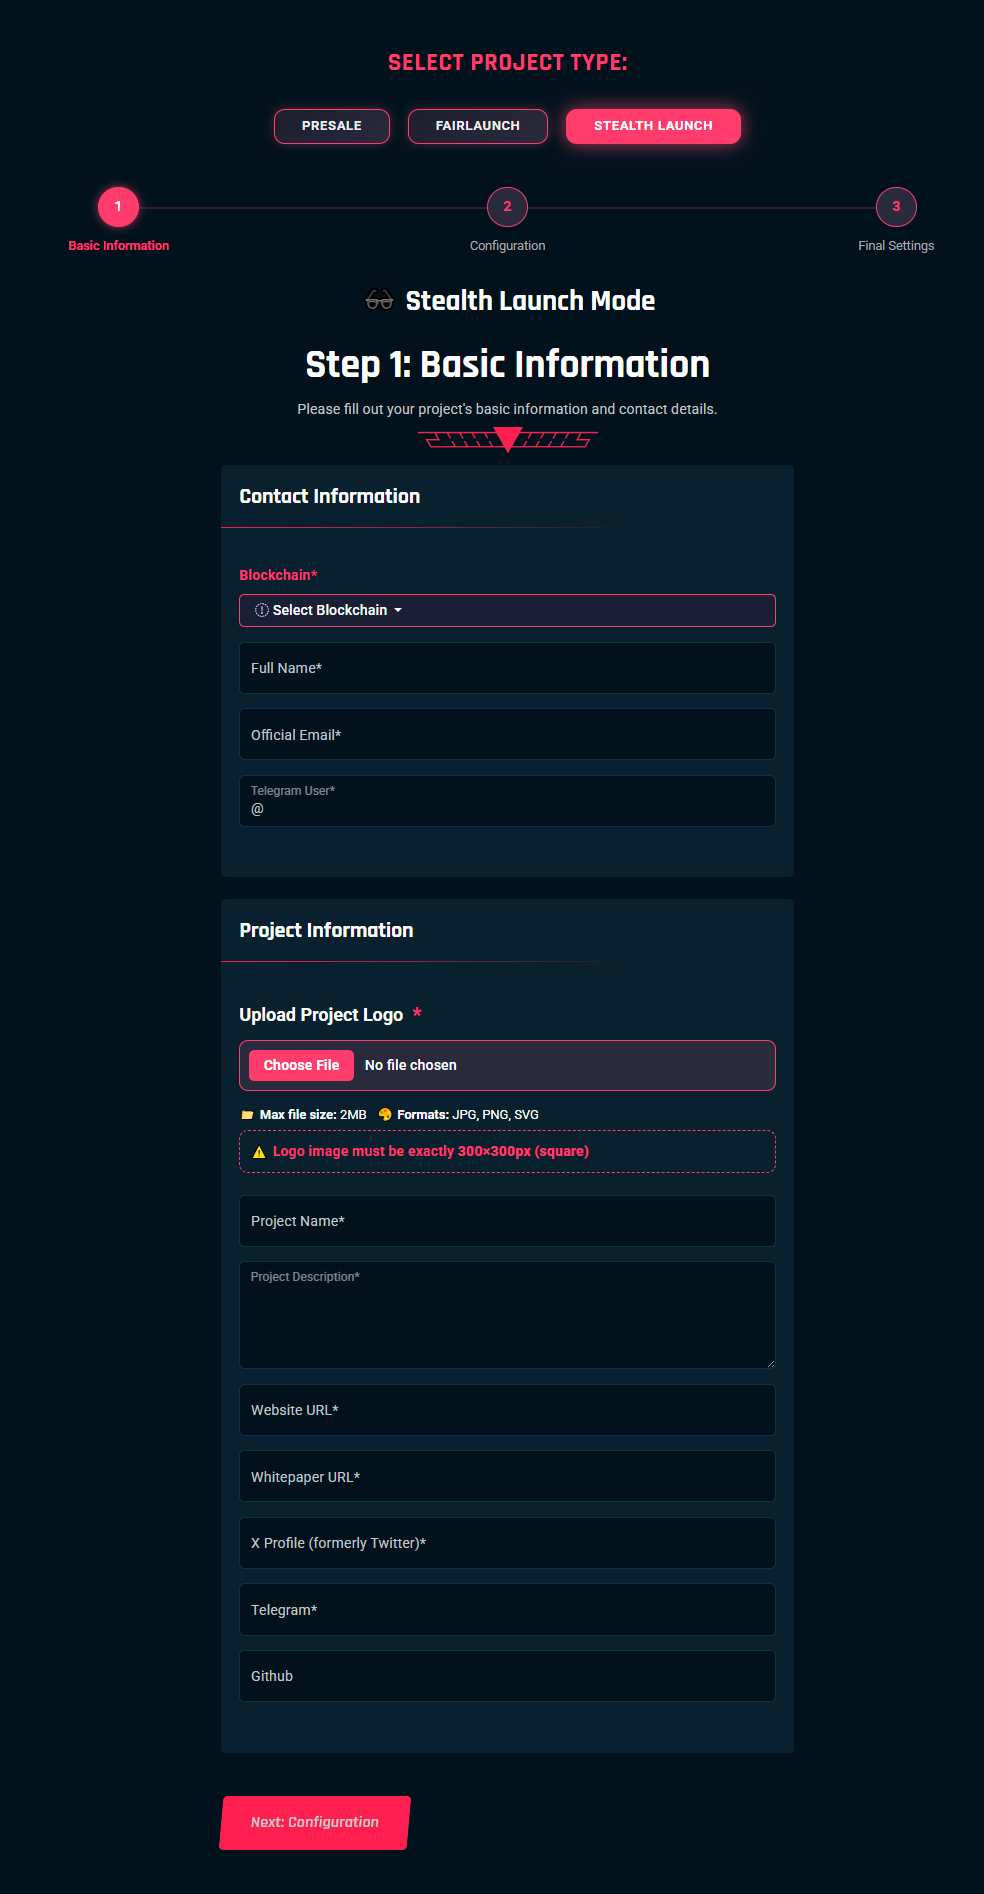 SELECT PROJECT TYPE:
PRESALE FAIRLAUNCH STEALTH LAUNCH
1 2 3
Basic Information Configuration Final Settings
Stealth Launch Mode
Step 1: Basic Information
Please fill out your project's basic information and contact details.
Contact Information
Blockchain*
Select Blockchain
Full Name*
Official Email*
Telegram User*
@
Project Information
Upload Project Logo *
Choose File No file chosen
Max file size: 2MB Formats: JPG, PNG, SVG
Logo image must be exactly 300×300px (square)
Project Name*
Project Description*
Website URL*
Whitepaper URL*
X Profile (formerly Twitter)*
Telegram*
Github
Next: Configuration